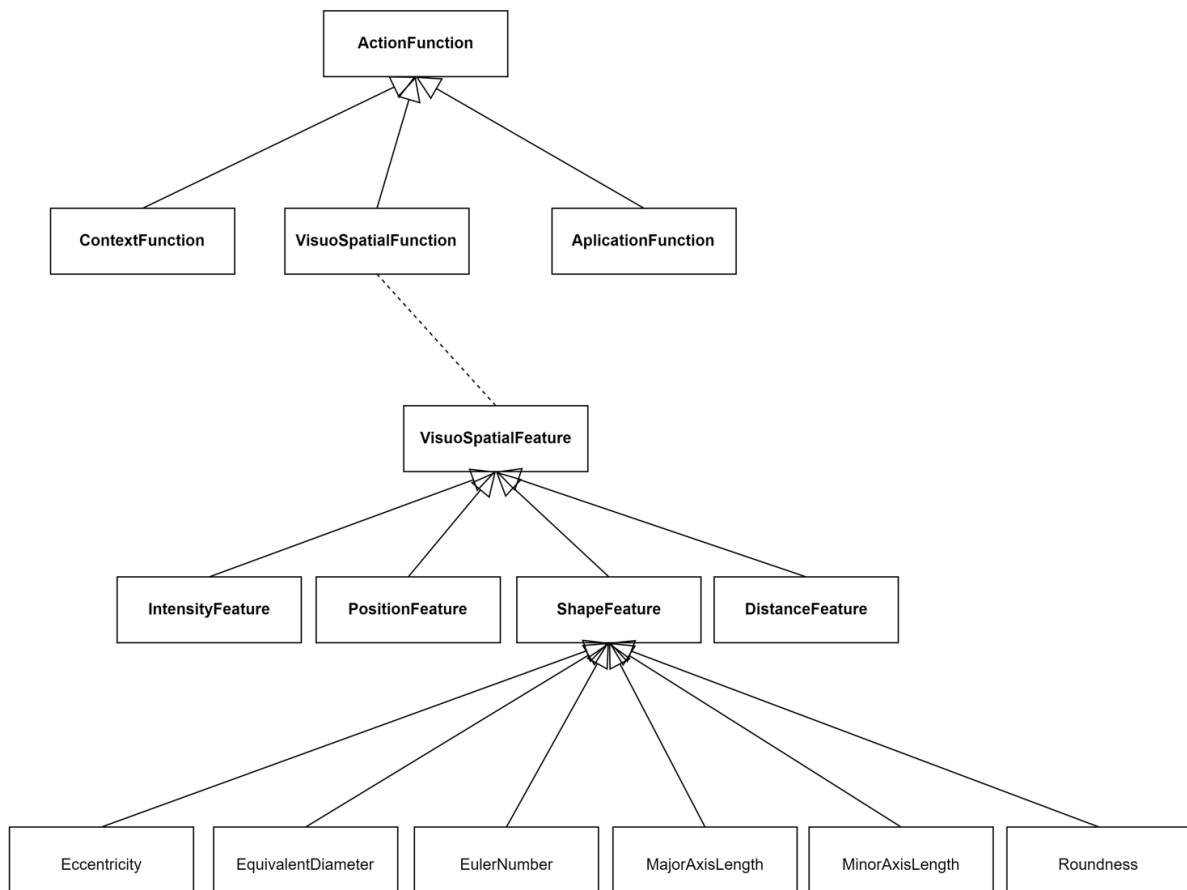 ActionFunction
ContextFunction
VisuoSpatialFunction
AplicationFunction
VisuoSpatialFeature
IntensityFeature
PositionFeature
ShapeFeature
DistanceFeature
Eccentricity
EquivalentDiameter
EulerNumber
MajorAxisLength
MinorAxisLength
Roundness